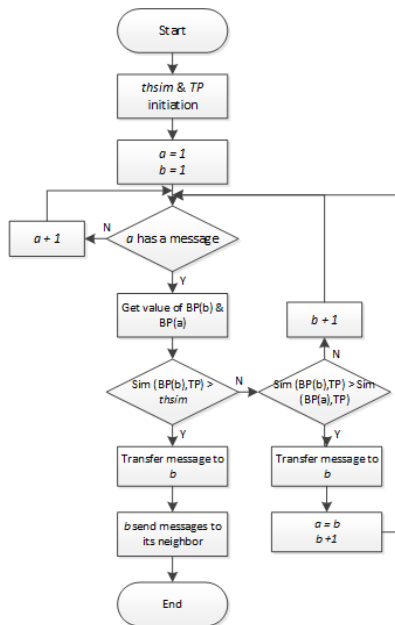 Start
thsim & TP
initiation
a = 1
b = 1
a + 1
N
a has a message
Y
Get value of BP(b) &
BP(a)
b + 1
N
Sim (BP(b),TP) >
thsim
N
Sim (BP(b),TP) > Sim
(BP(a),TP)
Y
Y
Transfer message to
b
Transfer message to
b
b send messages to
its neighbor
a = b
b +1
End